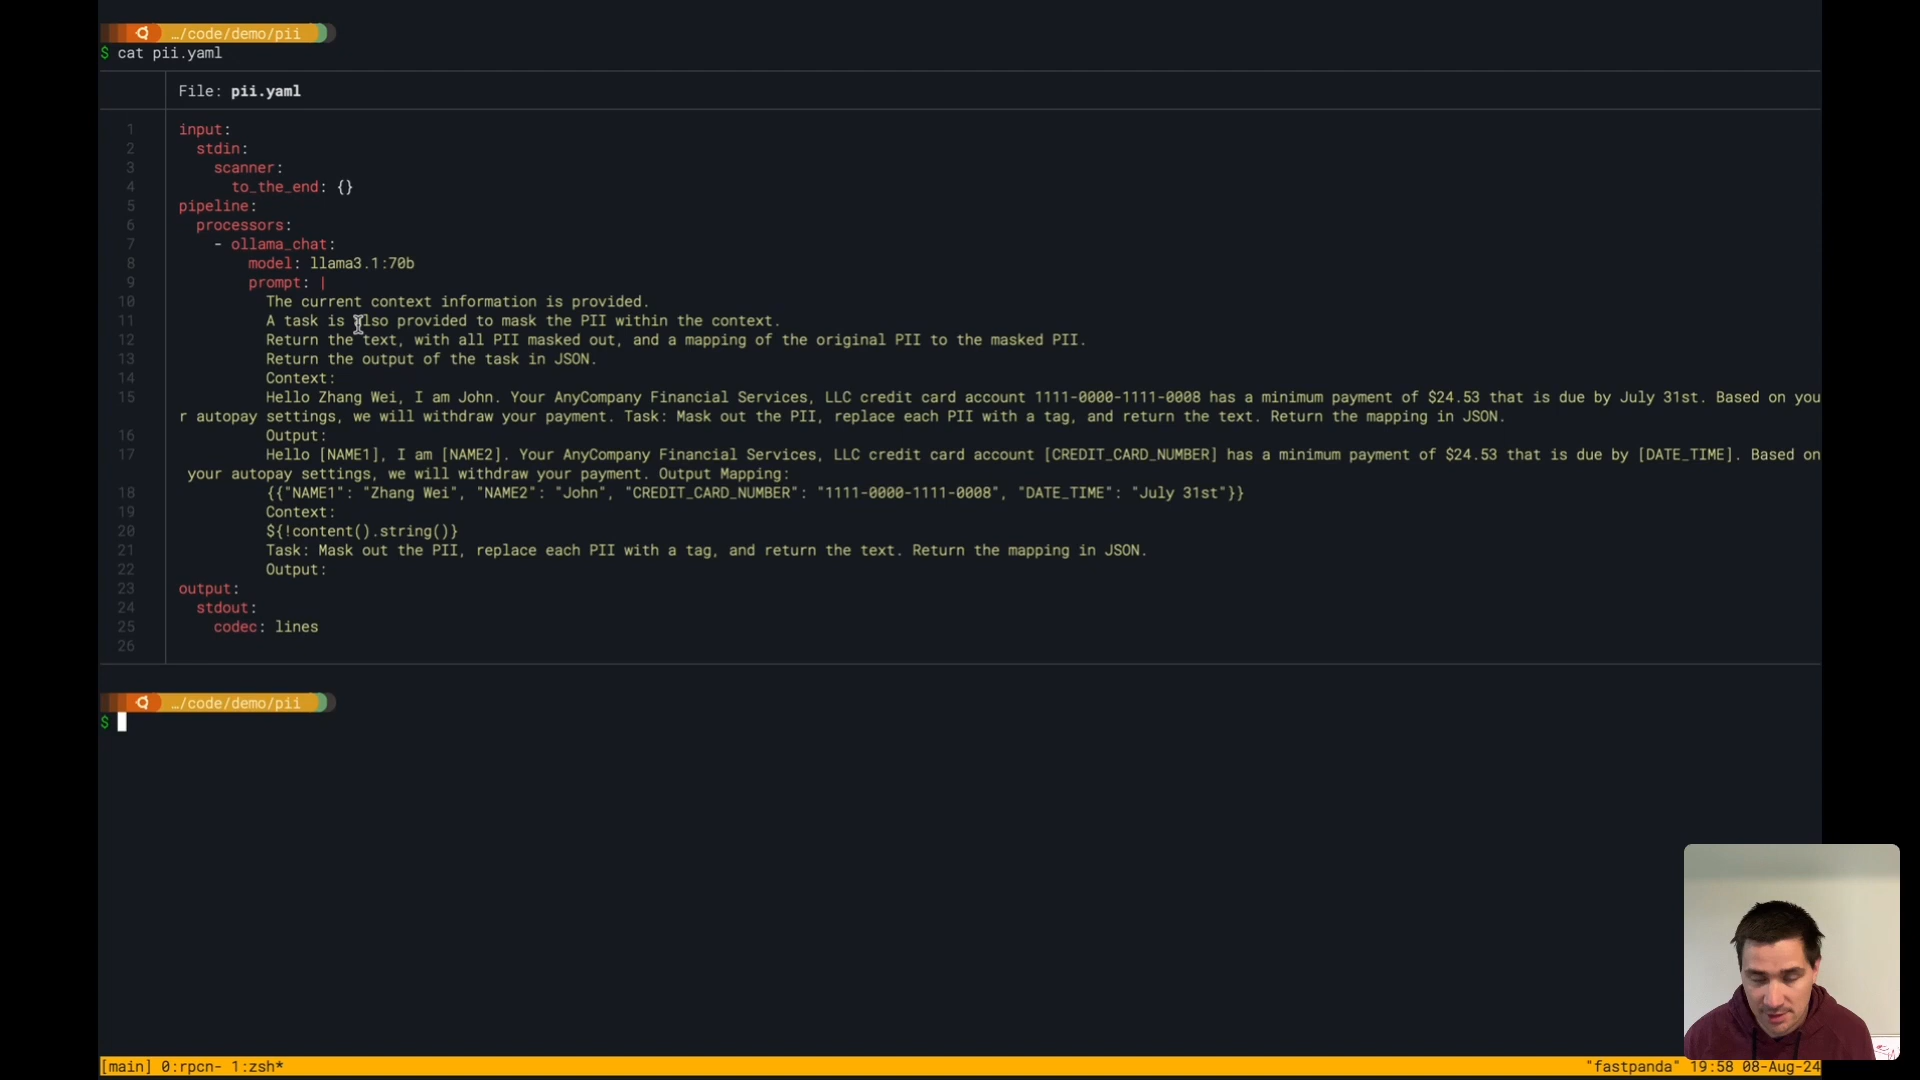 …/code/demo/pii
$ cat pii.yaml
File: pii.yaml
1 input:
2 stdin:
3 scanner:
4 to_the_end: {}
5 pipeline:
6 processors:
7 - ollama_chat:
8 model: llama3.1:70b
9 prompt: |
10 The current context information is provided.
11 A task is also provided to mask the PII within the context.
12 Return the text, with all PII masked out, and a mapping of the original PII to the masked PII.
13 Return the output of the task in JSON.
14 Context:
15 Hello Zhang Wei, I am John. Your AnyCompany Financial Services, LLC credit card account 1111-0000-1111-0008 has a minimum payment of $24.53 that is due by July 31st. Based on you
r autopay settings, we will withdraw your payment. Task: Mask out the PII, replace each PII with a tag, and return the text. Return the mapping in JSON.
16 Output:
17 Hello [NAME1], I am [NAME2]. Your AnyCompany Financial Services, LLC credit card account [CREDIT_CARD_NUMBER] has a minimum payment of $24.53 that is due by [DATE_TIME]. Based on
your autopay settings, we will withdraw your payment. Output Mapping:
18 {{"NAME1": "Zhang Wei", "NAME2": "John", "CREDIT_CARD_NUMBER": "1111-0000-1111-0008", "DATE_TIME": "July 31st"}}
19 Context:
20 ${!content().string()}
21 Task: Mask out the PII, replace each PII with a tag, and return the text. Return the mapping in JSON.
22 Output:
23 output:
24 stdout:
25 codec: lines
26
…/code/demo/pii
$
[main] 0:rpcn- 1:zsh* "fastpanda" 19:58 08-Aug-24